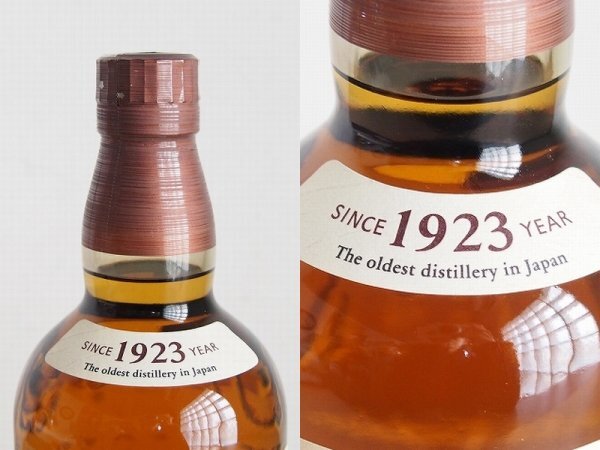 SINCE 1923 YEAR
The oldest distillery in Japan
SINCE 1923 YEAR
The oldest distillery in Japan